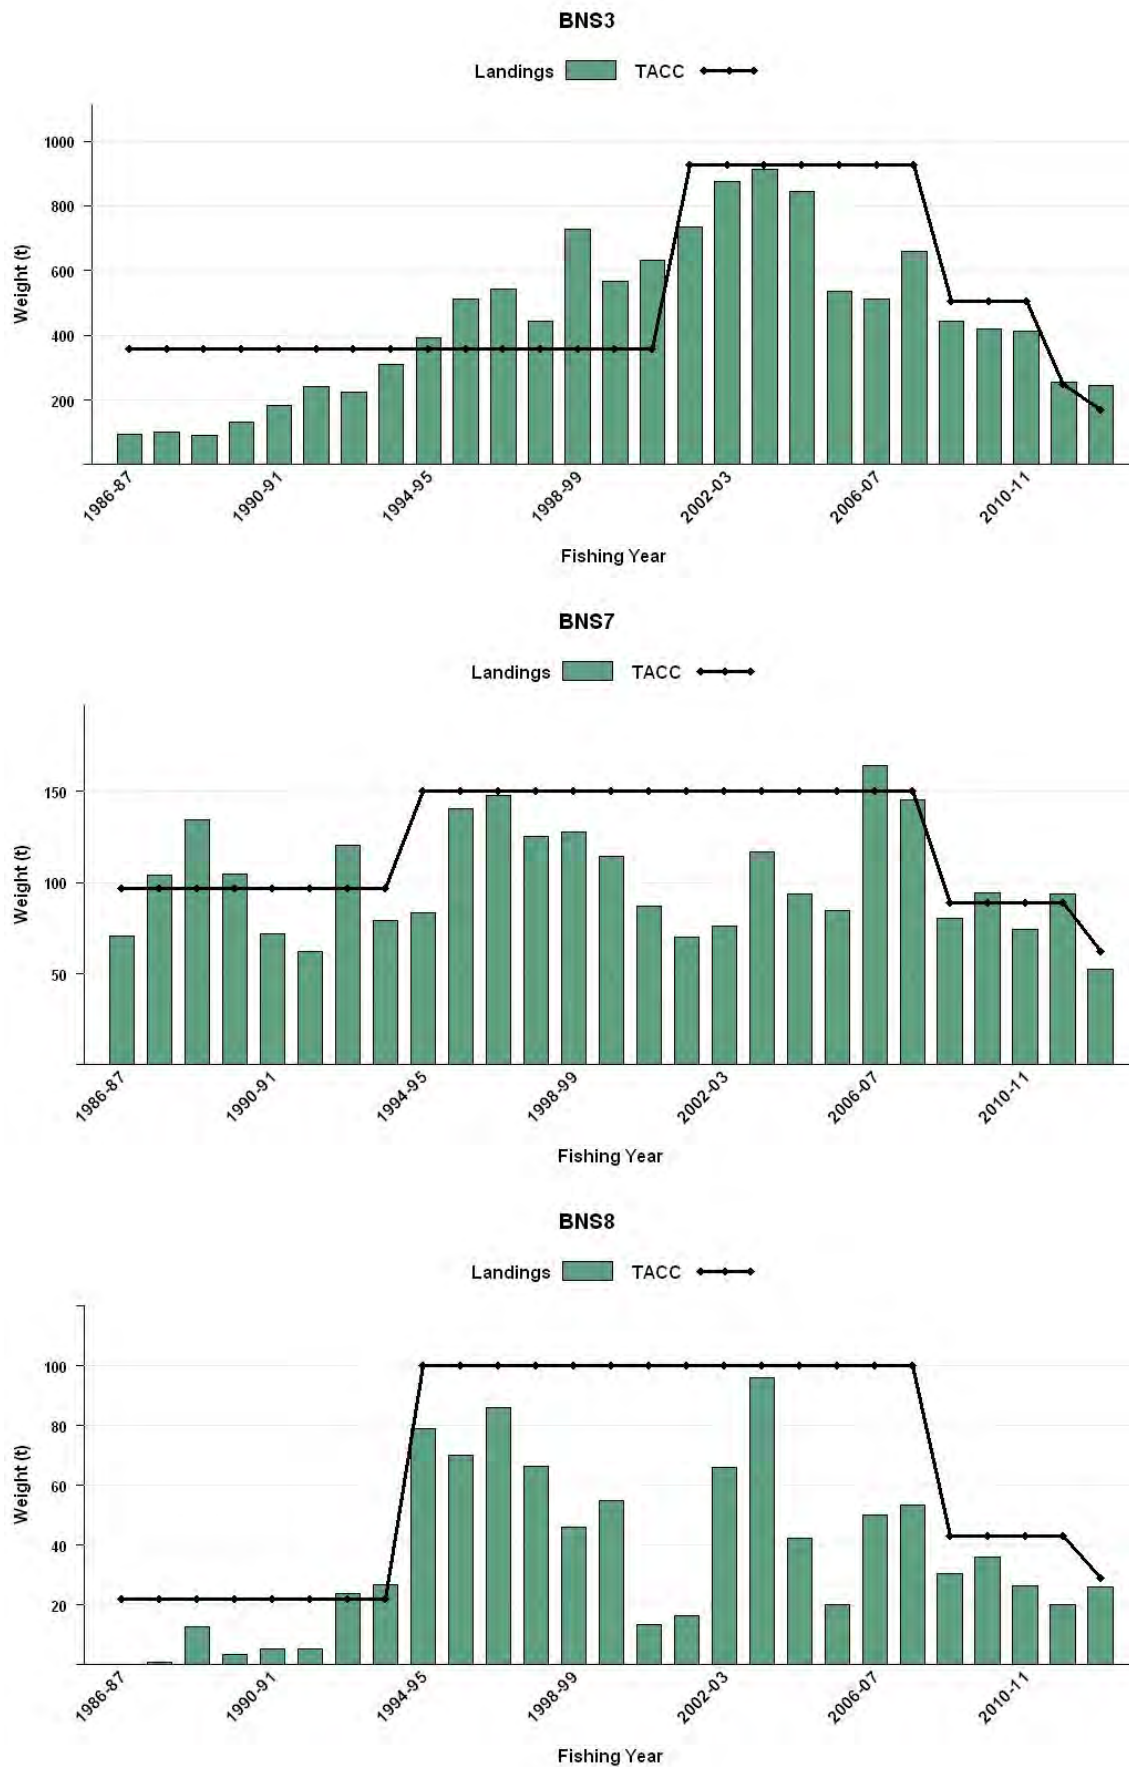 BNS3
Landings TACC
1000
800
600
400
200
Weight (t)
1986-87 1990-91 1994-95 1998-99 2002-03 2006-07 2010-11
Fishing Year
BNS7
Landings TACC
150
100
50
Weight (t)
1986-87 1990-91 1994-95 1998-99 2002-03 2006-07 2010-11
Fishing Year
BNS8
Landings TACC
100
80
60
40
20
Weight (t)
1986-87 1990-91 1994-95 1998-99 2002-03 2006-07 2010-11
Fishing Year